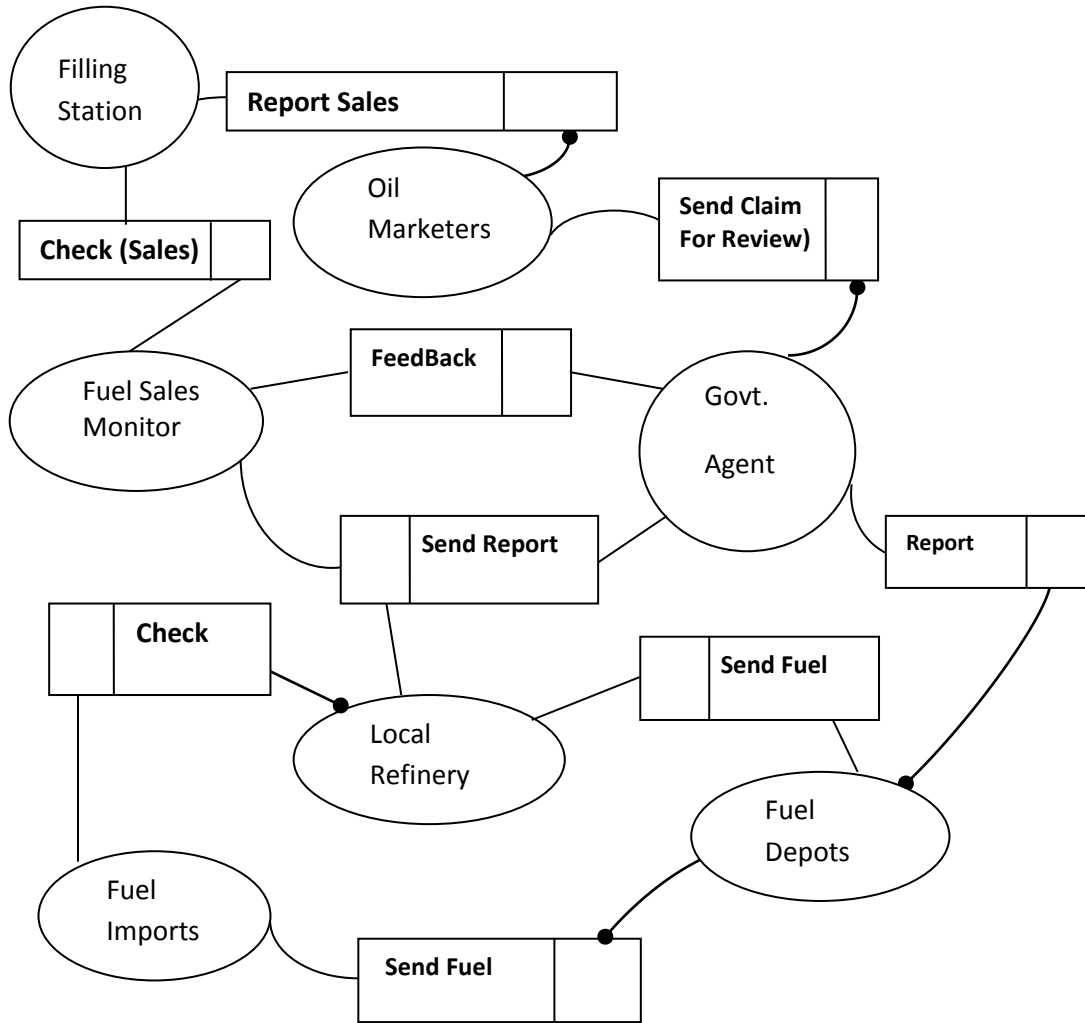 Filling
Station
Report Sales
Oil
Marketers
Send Claim
For Review)
Check (Sales)
FeedBack
Fuel Sales
Monitor
Govt.
Agent
Send Report
Report
Check
Send Fuel
Local
Refinery
Fuel
Depots
Fuel
Imports
Send Fuel